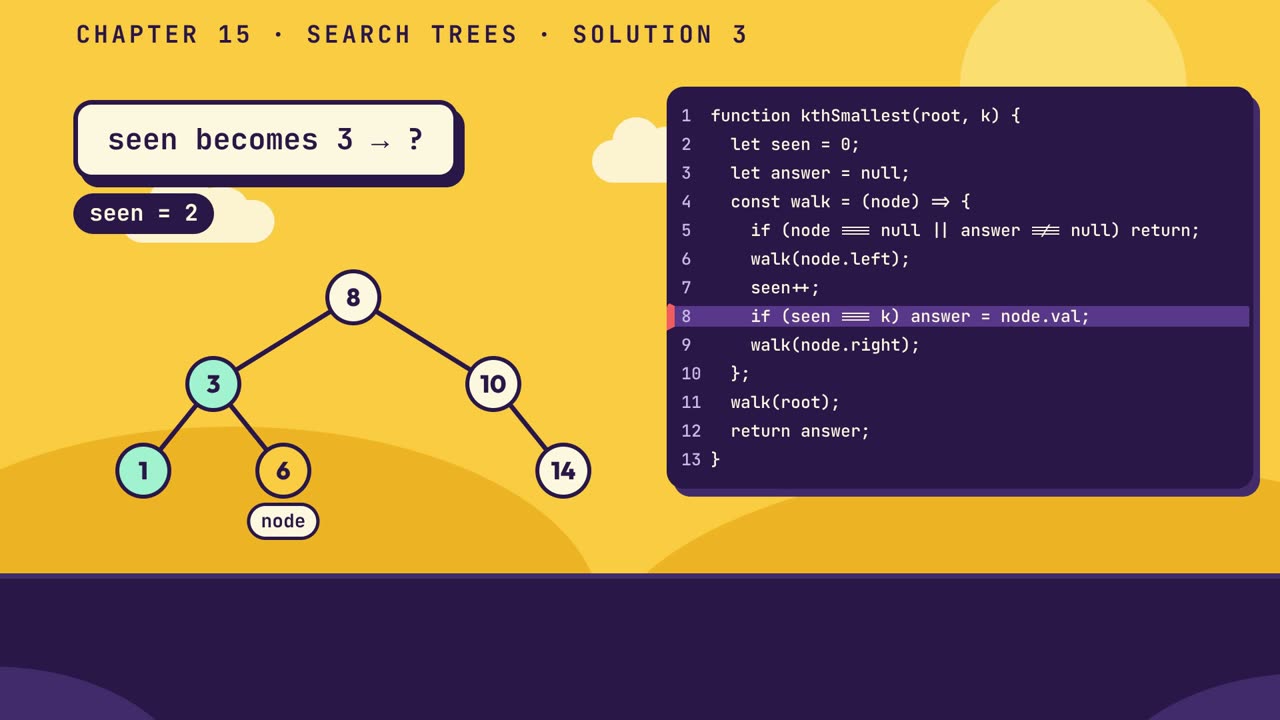 CHAPTER 15 · SEARCH TREES · SOLUTION 3
seen becomes 3 → ?
seen = 2
8
3
10
1
6
14
node
1 function kthSmallest(root, k) {
2 let seen = 0;
3 let answer = null;
4 const walk = (node) => {
5 if (node === null || answer !== null) return;
6 walk(node.left);
7 seen++;
8 if (seen === k) answer = node.val;
9 walk(node.right);
10 };
11 walk(root);
12 return answer;
13 }